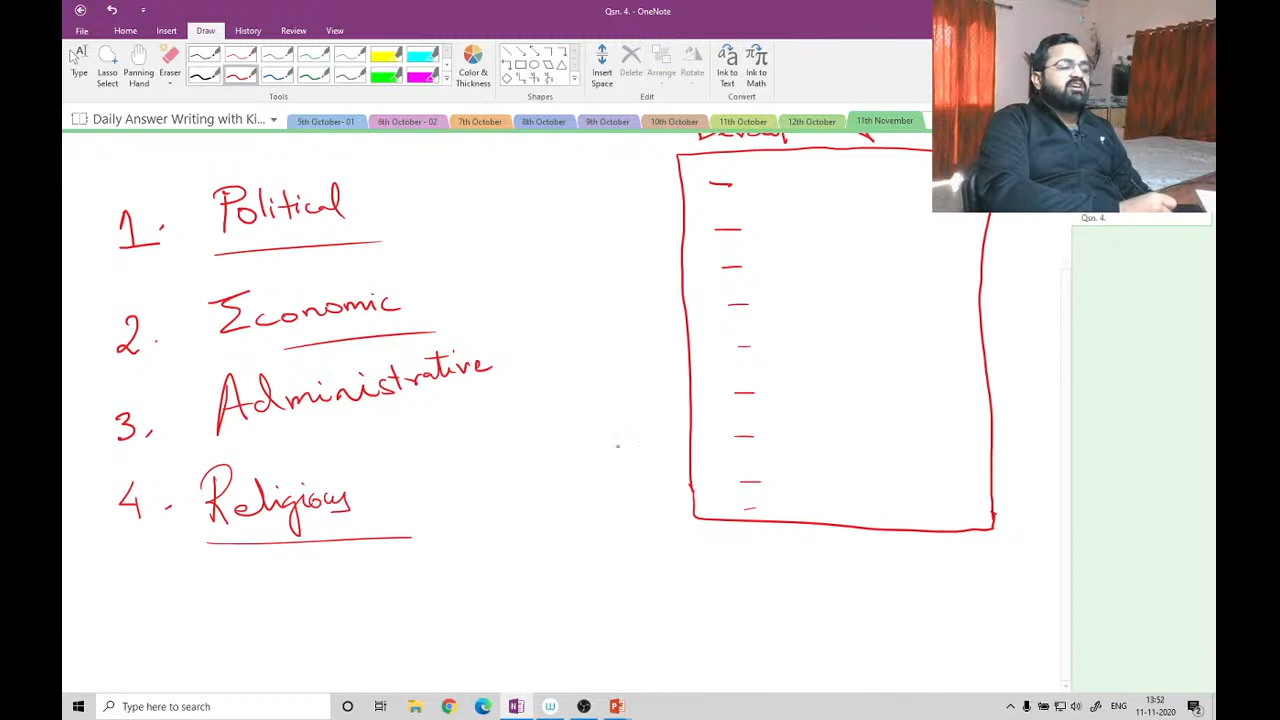 Qsn. 4. - OneNote
File Home Insert Draw History Review View
Type
Lasso Select
Panning Hand
Eraser
Color & Thickness
Insert Space
Delete
Arrange
Rotate
Ink to Text
Ink to Math
Tools
Shapes
Edit
Convert
Daily Answer Writing with Ki...
5th October- 01
6th October - 02
7th October
8th October
9th October
10th October
11th October
12th October
11th November
Qsn. 4.
1. Political
2. Economic
3. Administrative
4. Religious
Type here to search
13:52
11-11-2020
2